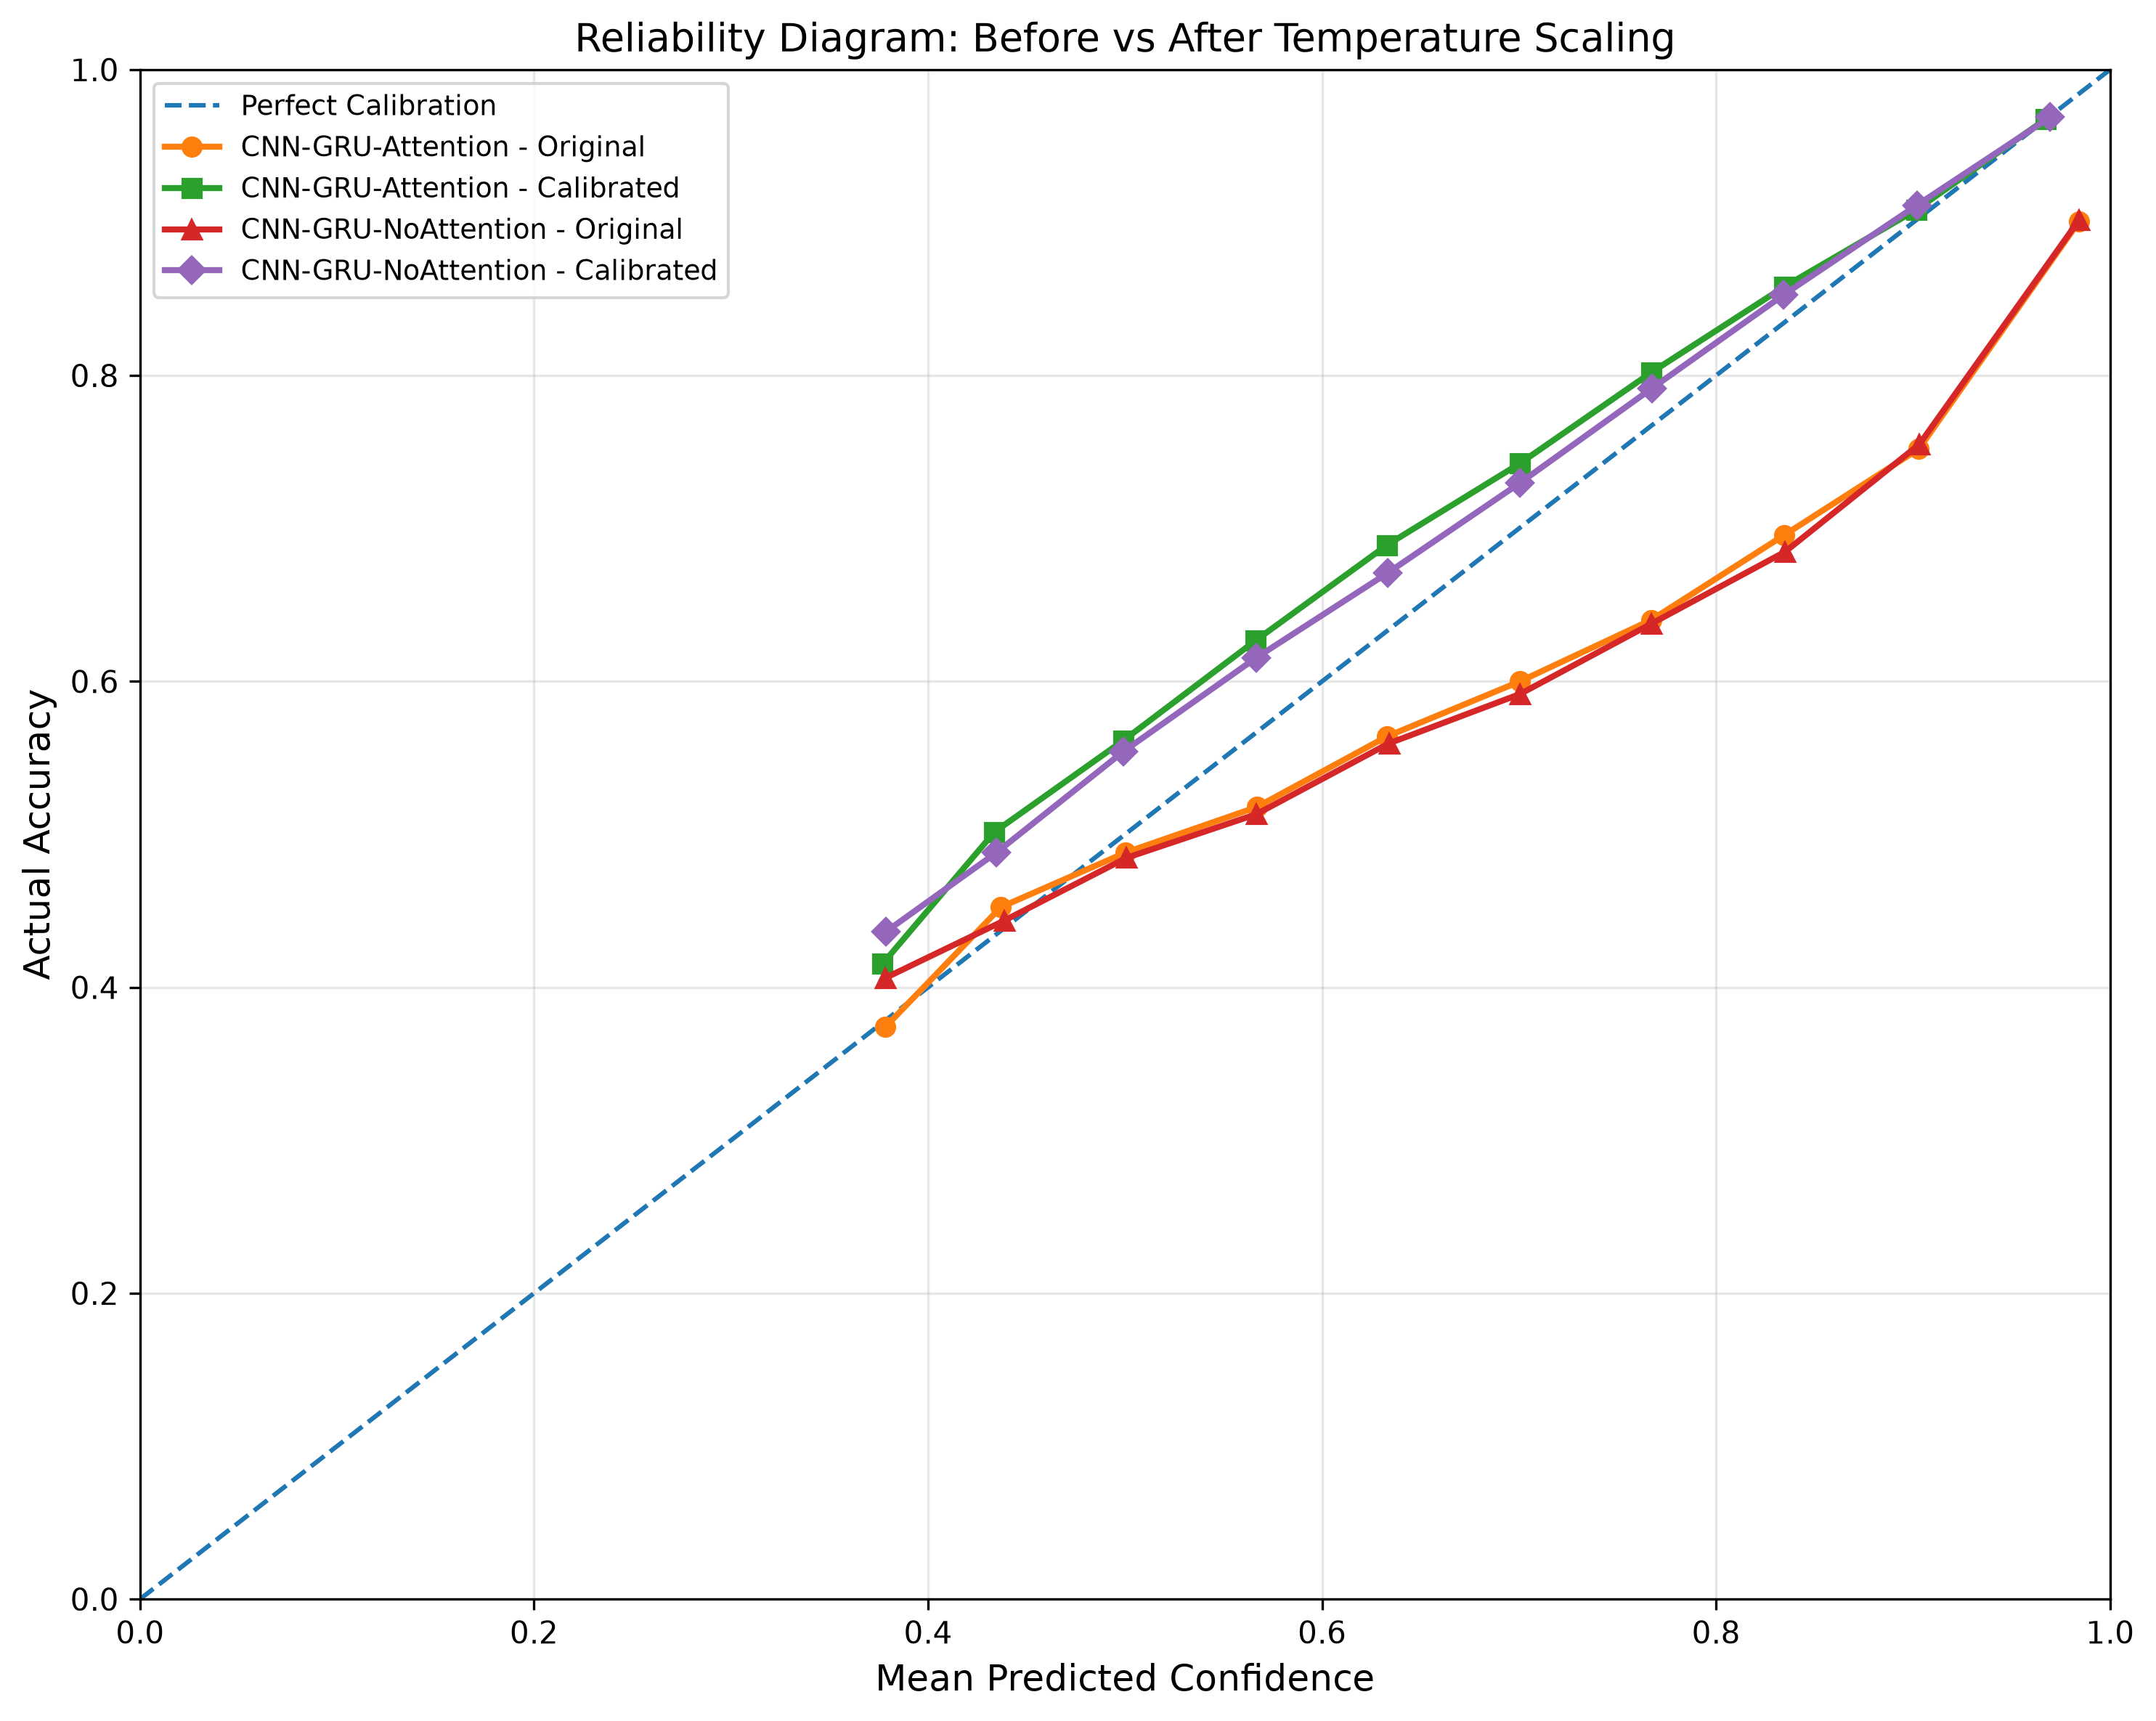 Reliability Diagram: Before vs After Temperature Scaling
1.0
Perfect Calibration
CNN-GRU-Attention - Original
CNN-GRU-Attention - Calibrated
CNN-GRU-NoAttention - Original
CNN-GRU-NoAttention - Calibrated
0.8
0.6
Actual Accuracy
0.4
0.2
0.0
0.0 0.2 0.4 0.6 0.8 1.0
Mean Predicted Confidence